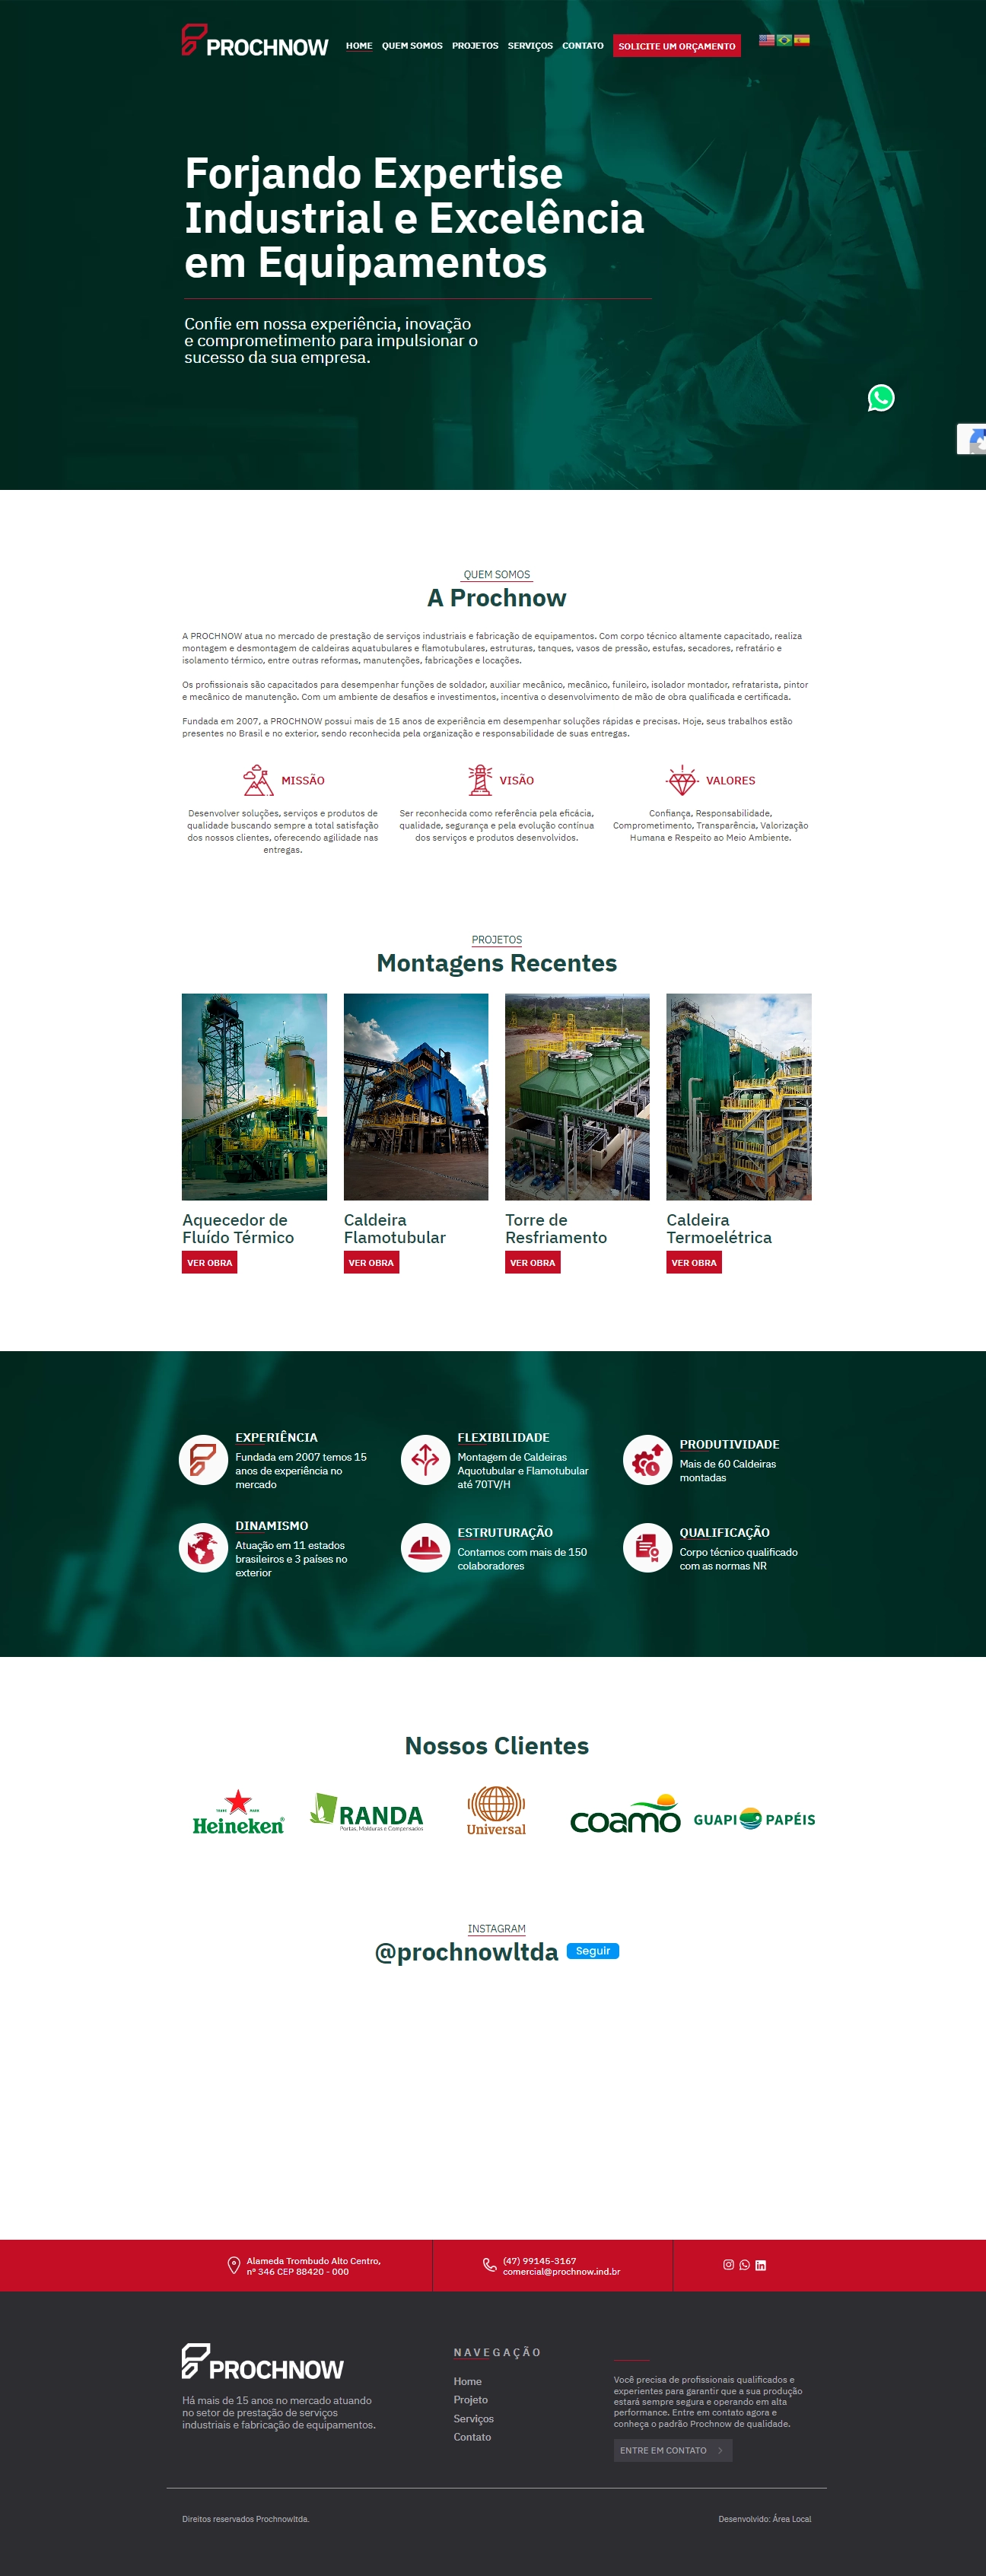 PROCHNOW
HOME QUEM SOMOS PROJETOS SERVIÇOS CONTATO SOLICITE UM ORÇAMENTO
Forjando Expertise
Industrial e Excelência
em Equipamentos
Confie em nossa experiência, inovação
e comprometimento para impulsionar o
sucesso da sua empresa.
QUEM SOMOS
A Prochnow
A PROCHNOW atua no mercado de prestação de serviços industriais e fabricação de equipamentos. Com corpo técnico altamente capacitado, realiza
montagem e desmontagem de caldeiras aquatubulares e flamotubulares, estruturas, tanques, vasos de pressão, estufas, secadores, refratário e
isolamento térmico, entre outras reformas, manutenções, fabricações e locações.
Os profissionais são capacitados para desempenhar funções de soldador, auxiliar mecânico, mecânico, funileiro, isolador montador, refratarista, pintor
e mecânico de manutenção. Com um ambiente de desafios e investimentos, incentiva o desenvolvimento de mão de obra qualificada e certificada.
Fundada em 2007, a PROCHNOW possui mais de 15 anos de experiência em desempenhar soluções rápidas e precisas. Hoje, seus trabalhos estão
presentes no Brasil e no exterior, sendo reconhecida pela organização e responsabilidade de suas entregas.
MISSÃO
Desenvolver soluções, serviços e produtos de
qualidade buscando sempre a total satisfação
dos nossos clientes, oferecendo agilidade nas
entregas.
VISÃO
Ser reconhecida como referência pela eficácia,
qualidade, segurança e pela evolução contínua
dos serviços e produtos desenvolvidos.
VALORES
Confiança, Responsabilidade,
Comprometimento, Transparência, Valorização
Humana e Respeito ao Meio Ambiente.
PROJETOS
Montagens Recentes
Aquecedor de
Fluído Térmico
VER OBRA
Caldeira
Flamotubular
VER OBRA
Torre de
Resfriamento
VER OBRA
Caldeira
Termoelétrica
VER OBRA
EXPERIÊNCIA
Fundada em 2007 temos 15
anos de experiência no
mercado
FLEXIBILIDADE
Montagem de Caldeiras
Aquotubular e Flamotubular
até 70TV/H
PRODUTIVIDADE
Mais de 60 Caldeiras
montadas
DINAMISMO
Atuação em 11 estados
brasileiros e 3 países no
exterior
ESTRUTURAÇÃO
Contamos com mais de 150
colaboradores
QUALIFICAÇÃO
Corpo técnico qualificado
com as normas NR
Nossos Clientes
TRADE MARK
Heineken
RANDA
Portas, Molduras e Compensados
Universal
coamo
GUAPI PAPÉIS
INSTAGRAM
@prochnowltda Seguir
Alameda Trombudo Alto Centro,
nº 346 CEP 88420 - 000
(47) 99145-3167
comercial@prochnow.ind.br
PROCHNOW
Há mais de 15 anos no mercado atuando
no setor de prestação de serviços
industriais e fabricação de equipamentos.
NAVEGAÇÃO
Home
Projeto
Serviços
Contato
Você precisa de profissionais qualificados e
experientes para garantir que a sua produção
estará sempre segura e operando em alta
performance. Entre em contato agora e
conheça o padrão Prochnow de qualidade.
ENTRE EM CONTATO
Direitos reservados Prochnowltda.
Desenvolvido: Área Local